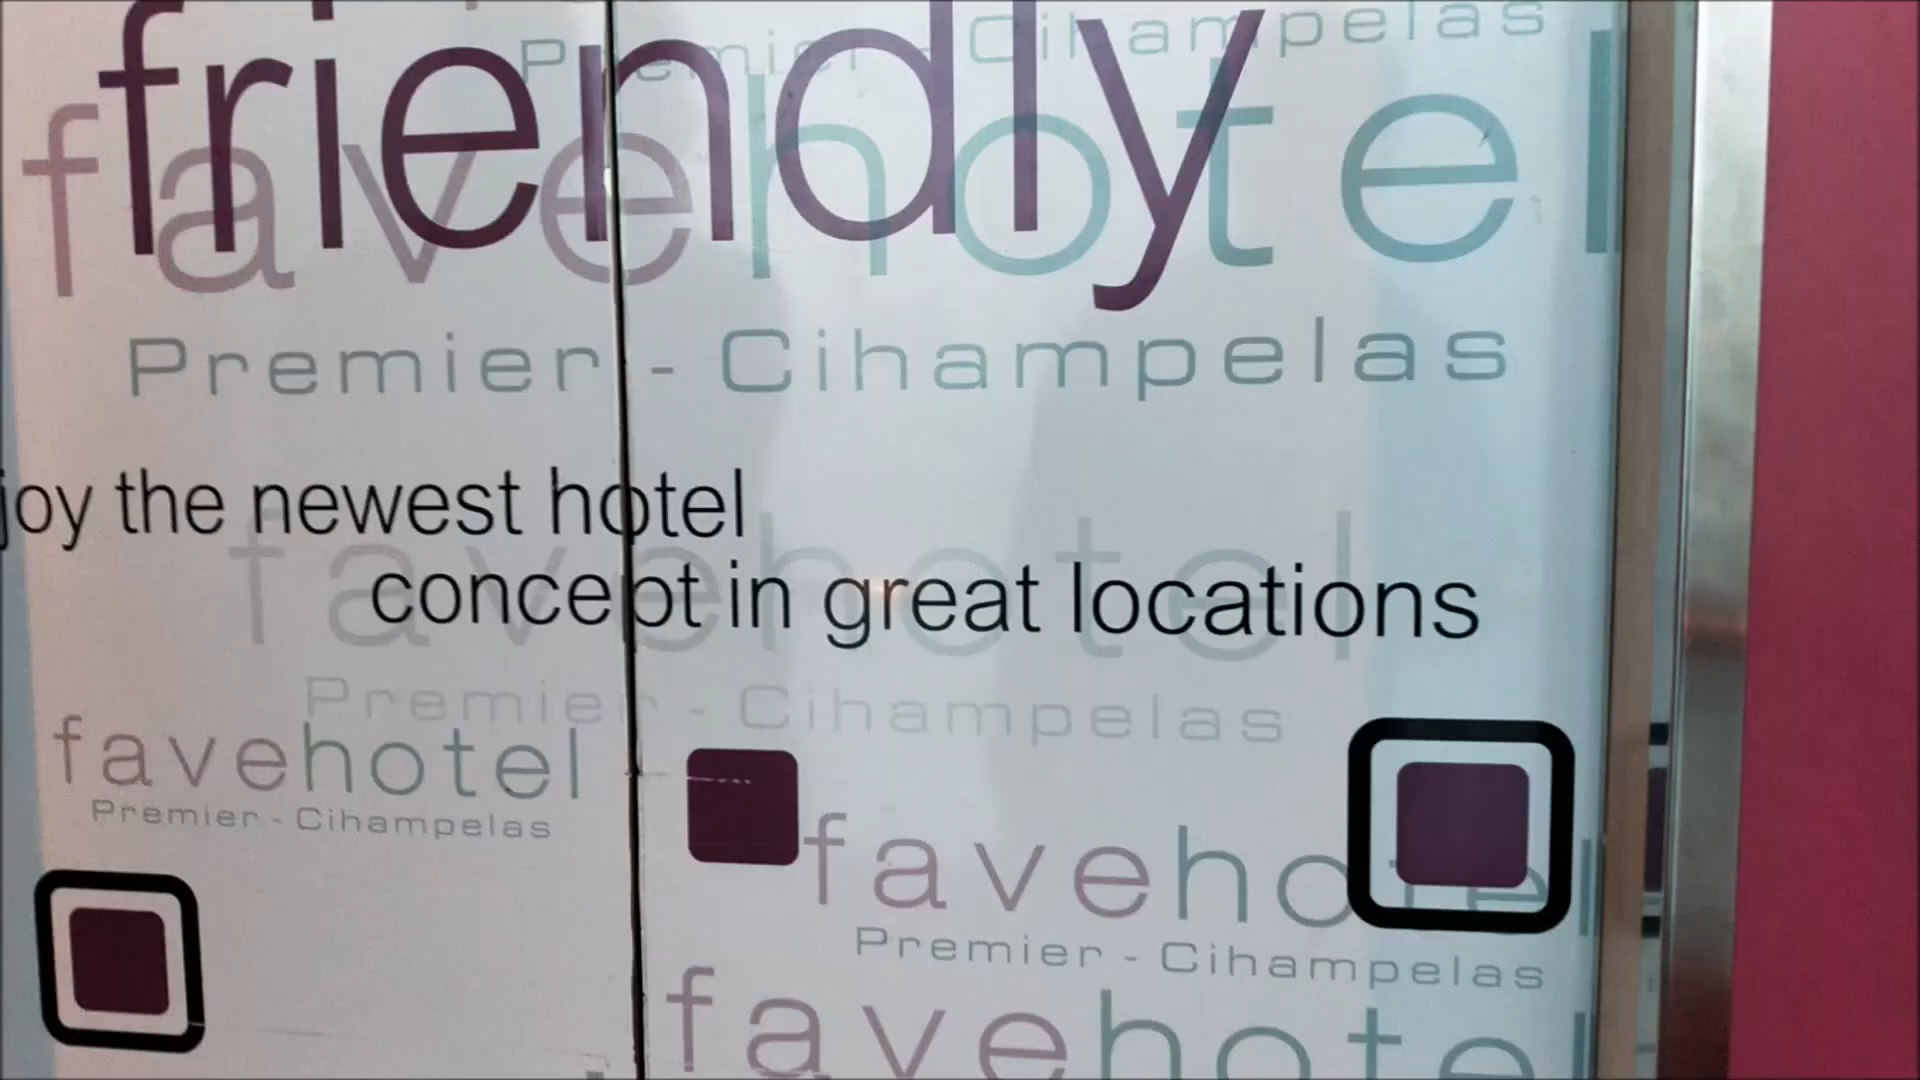 Premier - Cihampelas
friendly
favehotel
Premier - Cihampelas
joy the newest hotel
favehotel
concept in great locations
Premier - Cihampelas
favehotel
Premier - Cihampelas
favehotel
Premier - Cihampelas
favehotel